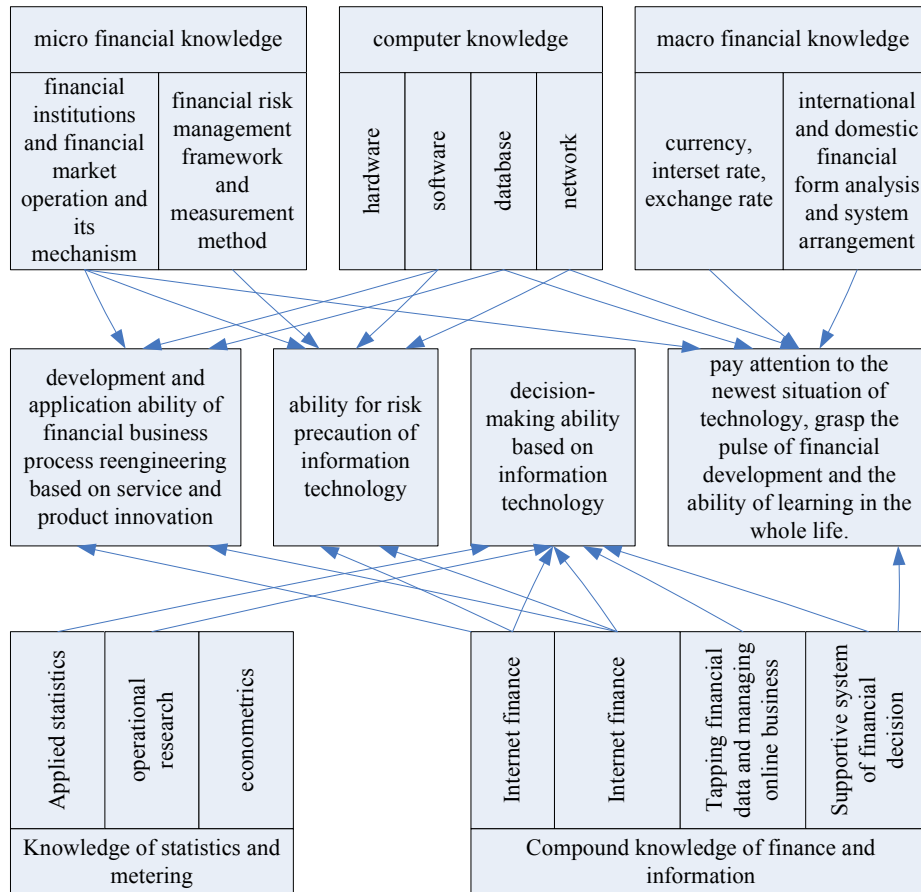 micro financial knowledge
financial
institutions
and financial
market
operation and
its
mechanism
financial risk
management
framework
and
measurement
method
computer knowledge
hardware
software
database
network
macro financial knowledge
currency,
interset rate,
exchange rate
international
and domestic
financial
form analysis
and system
arrangement
development and
application ability of
financial business
process reengineering
based on service and
product innovation
ability for risk
precaution of
information
technology
decision-
making ability
based on
information
technology
pay attention to the
newest situation of
technology, grasp the
pulse of financial
development and the
ability of learning in the
whole life.
Applied statistics
operational
research
econometrics
Knowledge of statistics and
metering
Internet finance
Internet finance
Tapping financial
data and managing
online business
Supportive system
of financial
decision
Compound knowledge of finance and
information